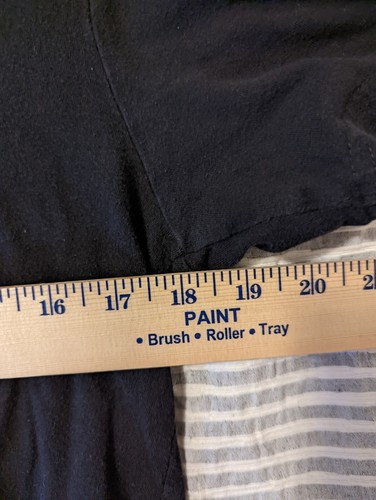 16 17 18 19 20 2
PAINT
• Brush • Roller • Tray